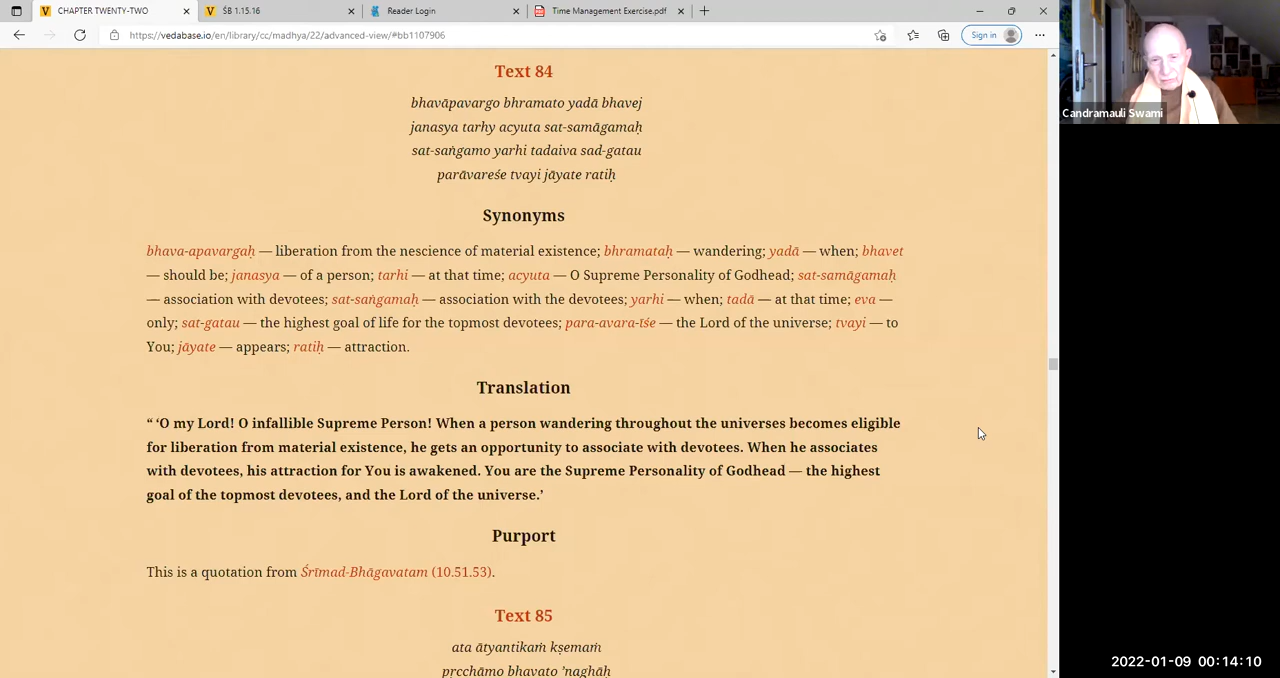 CHAPTER TWENTY-TWO
ŚB 1.15.16
Reader Login
Time Management Exercise.pdf
https://vedabase.io/en/library/cc/madhya/22/advanced-view/#bb1107906
Sign in
Candramauli Swami
Text 84
bhavāpavargo bhramato yadā bhavej
janasya tarhy acyuta sat-samāgamaḥ
sat-saṅgamo yarhi tadaiva sad-gatau
parāvareśe tvayi jāyate ratiḥ
Synonyms
bhava-apavargaḥ — liberation from the nescience of material existence; bhramataḥ — wandering; yadā — when; bhavet
— should be; janasya — of a person; tarhi — at that time; acyuta — O Supreme Personality of Godhead; sat-samāgamaḥ
— association with devotees; sat-saṅgamaḥ — association with the devotees; yarhi — when; tadā — at that time; eva —
only; sat-gatau — the highest goal of life for the topmost devotees; para-avara-īśe — the Lord of the universe; tvayi — to
You; jāyate — appears; ratiḥ — attraction.
Translation
“ ‘O my Lord! O infallible Supreme Person! When a person wandering throughout the universes becomes eligible
for liberation from material existence, he gets an opportunity to associate with devotees. When he associates
with devotees, his attraction for You is awakened. You are the Supreme Personality of Godhead — the highest
goal of the topmost devotees, and the Lord of the universe.’
Purport
This is a quotation from Śrīmad-Bhāgavatam (10.51.53).
Text 85
ata ātyantikaṁ kṣemaṁ
pṛcchāmo bhavato ’naghāḥ
2022-01-09 00:14:10